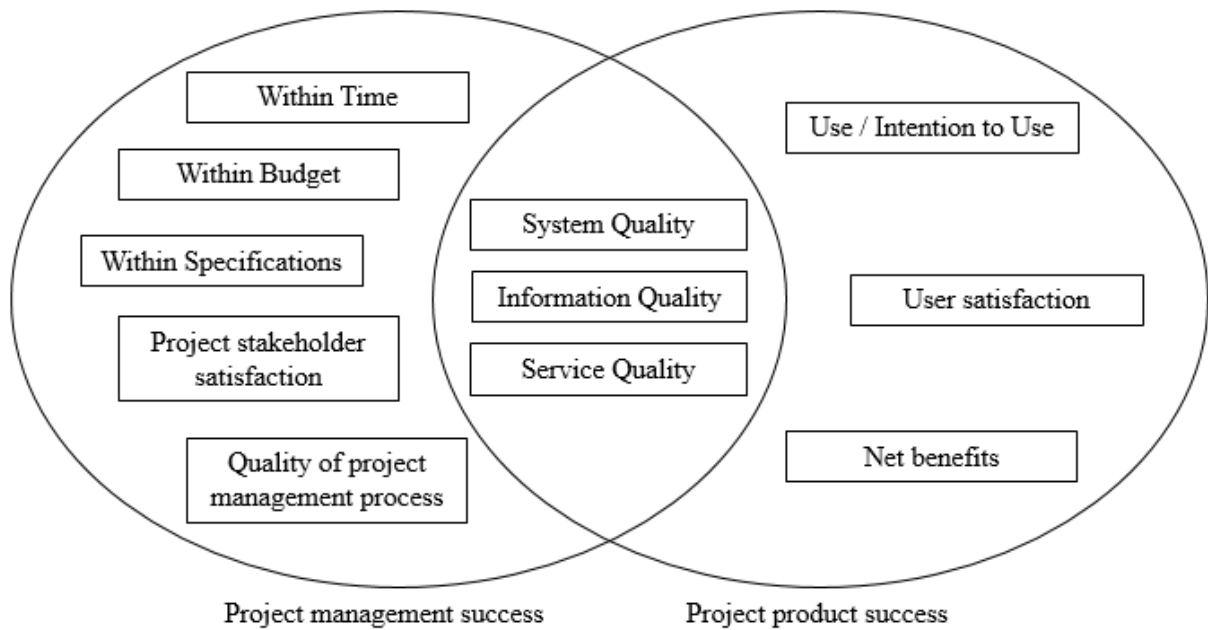 Within Time
Within Budget
Within Specifications
Project stakeholder
satisfaction
Quality of project
management process
System Quality
Information Quality
Service Quality
Use / Intention to Use
User satisfaction
Net benefits
Project management success
Project product success